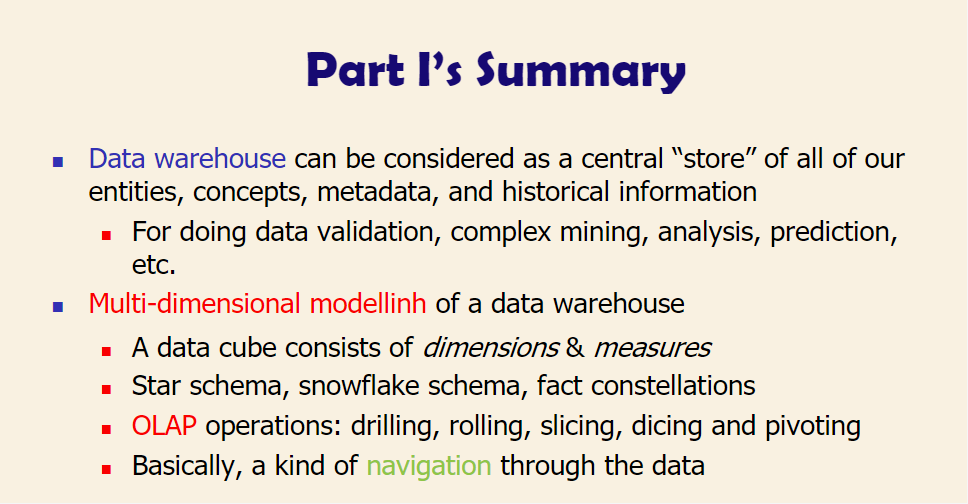 Part I’s Summary
Data warehouse can be considered as a central “store” of all of our
entities, concepts, metadata, and historical information
For doing data validation, complex mining, analysis, prediction,
etc.
Multi-dimensional modellinh of a data warehouse
A data cube consists of dimensions & measures
Star schema, snowflake schema, fact constellations
OLAP operations: drilling, rolling, slicing, dicing and pivoting
Basically, a kind of navigation through the data